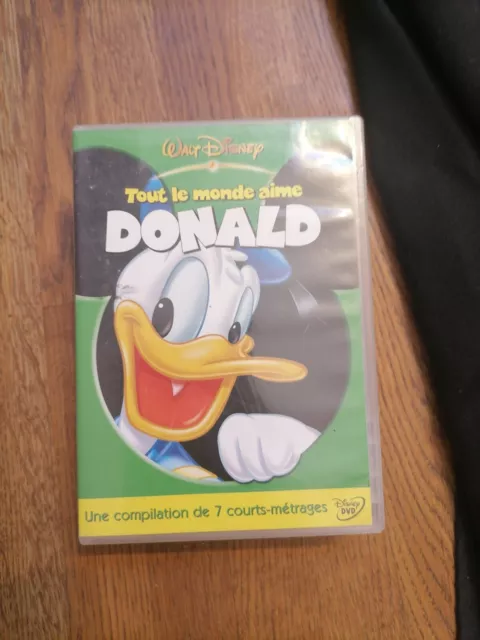 WALT DISNEY
Tout le monde aime
DONALD
Une compilation de 7 courts-métrages
DISNEY
DVD